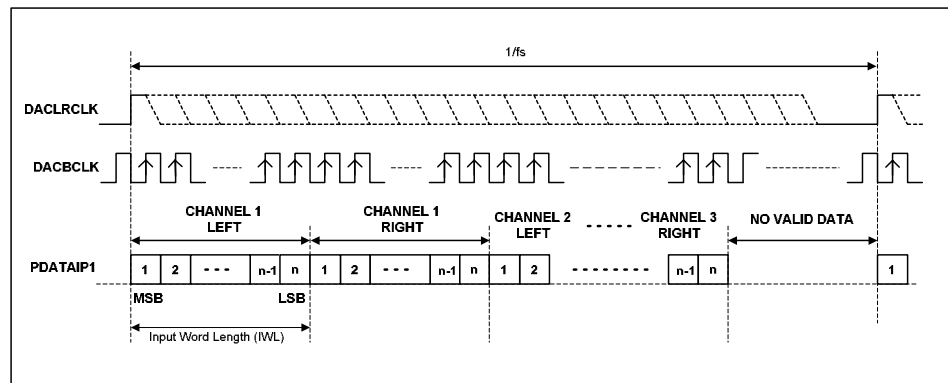 1/fs
DACLRCLK
DACBCLK
CHANNEL 1
LEFT
CHANNEL 1
RIGHT
CHANNEL 2
LEFT
CHANNEL 3
RIGHT
NO VALID DATA
PDATAIP1
1 2 n-1 n 1 2 n-1 n 1 2 n-1 n 1
MSB LSB
Input Word Length (IWL)